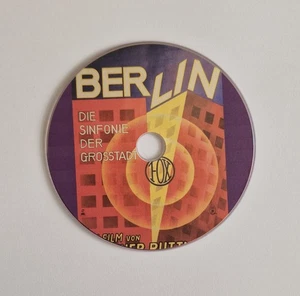 BERLIN
DIE
SINFONIE
DER
GROSSTADT
FOX
FILM VON